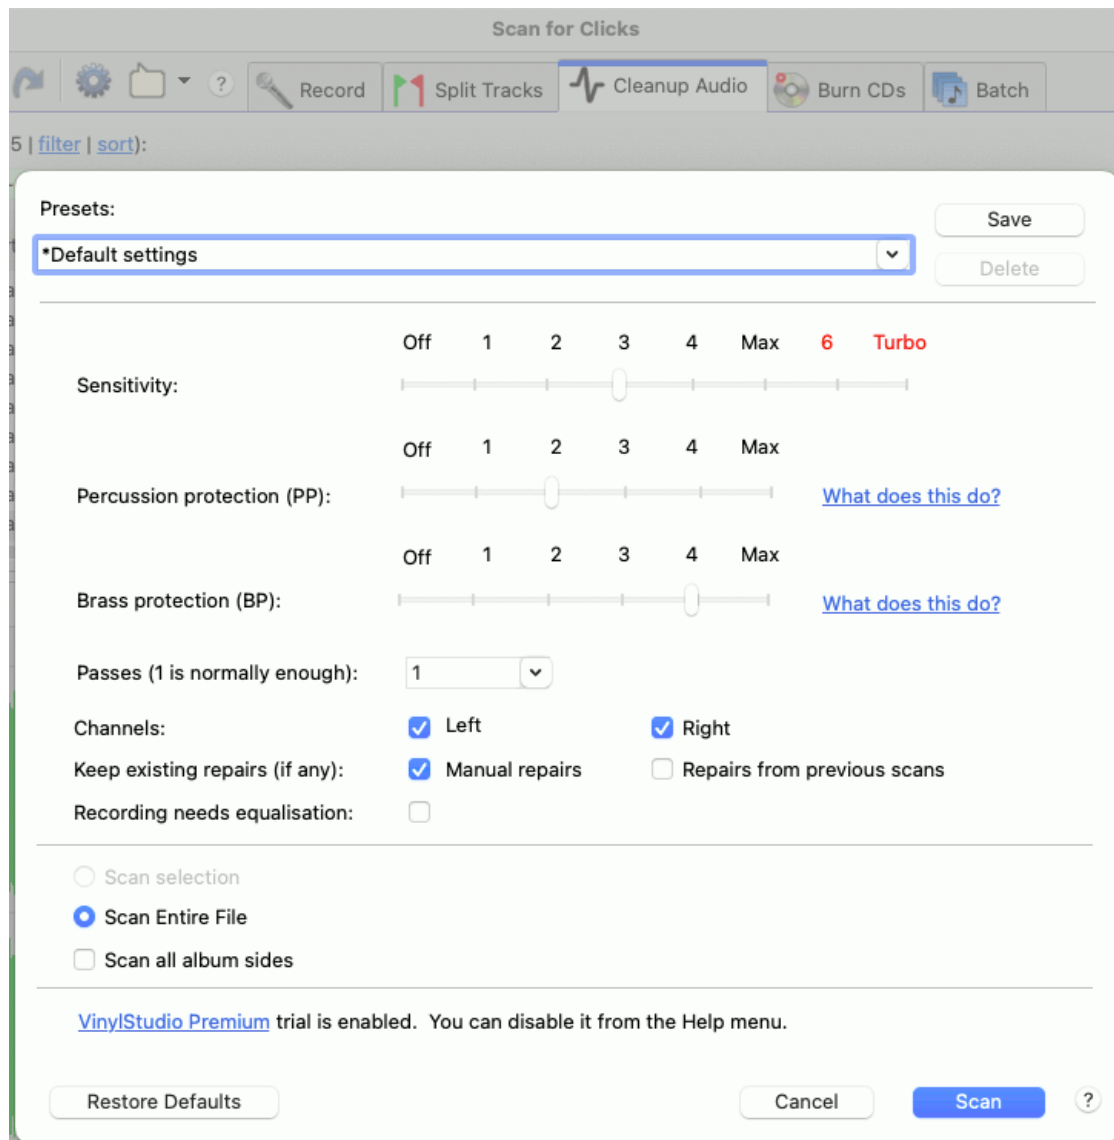 Scan for Clicks
? Record Split Tracks Cleanup Audio Burn CDs Batch
5 | filter | sort):
Presets:
Save
*Default settings
Delete
Off 1 2 3 4 Max 6 Turbo
Sensitivity:
Off 1 2 3 4 Max
Percussion protection (PP): What does this do?
Off 1 2 3 4 Max
Brass protection (BP): What does this do?
Passes (1 is normally enough): 1
Channels: Left Right
Keep existing repairs (if any): Manual repairs Repairs from previous scans
Recording needs equalisation:
Scan selection
Scan Entire File
Scan all album sides
VinylStudio Premium trial is enabled. You can disable it from the Help menu.
Restore Defaults Cancel Scan ?